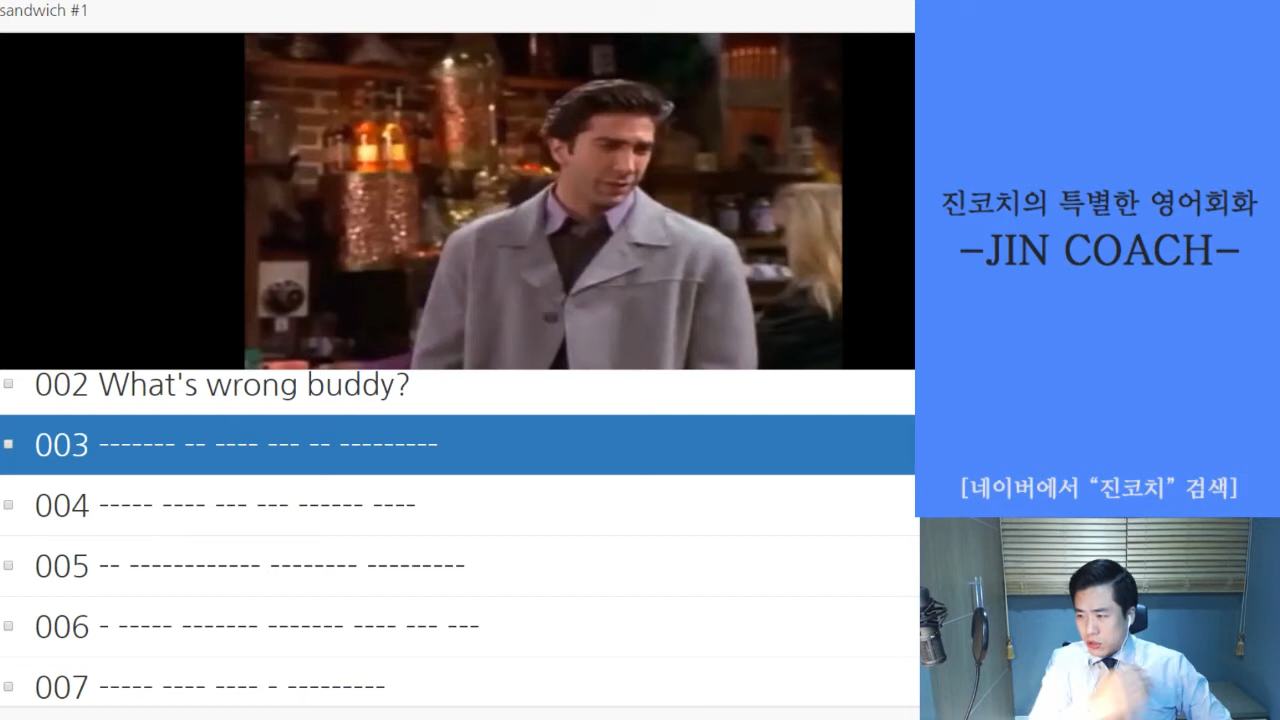 sandwich #1
002 What's wrong buddy?
003 ------- -- ---- --- -- ---------
004 ----- ---- --- --- ------ ----
005 -- ------------ -------- ---------
006 - ----- ------- ------- ---- --- ---
007 ----- ---- ---- - ---------
진코치의 특별한 영어회화
–JIN COACH–
[네이버에서 “진코치” 검색]